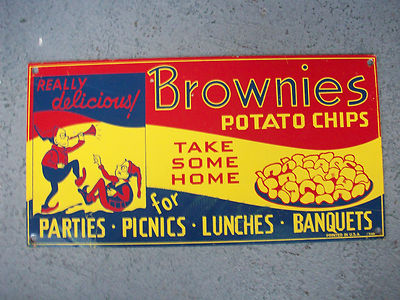 REALLY
delicious!
Brownies
POTATO CHIPS
TAKE
SOME
HOME
for
PARTIES · PICNICS · LUNCHES · BANQUETS
PRINTED IN U.S.A.